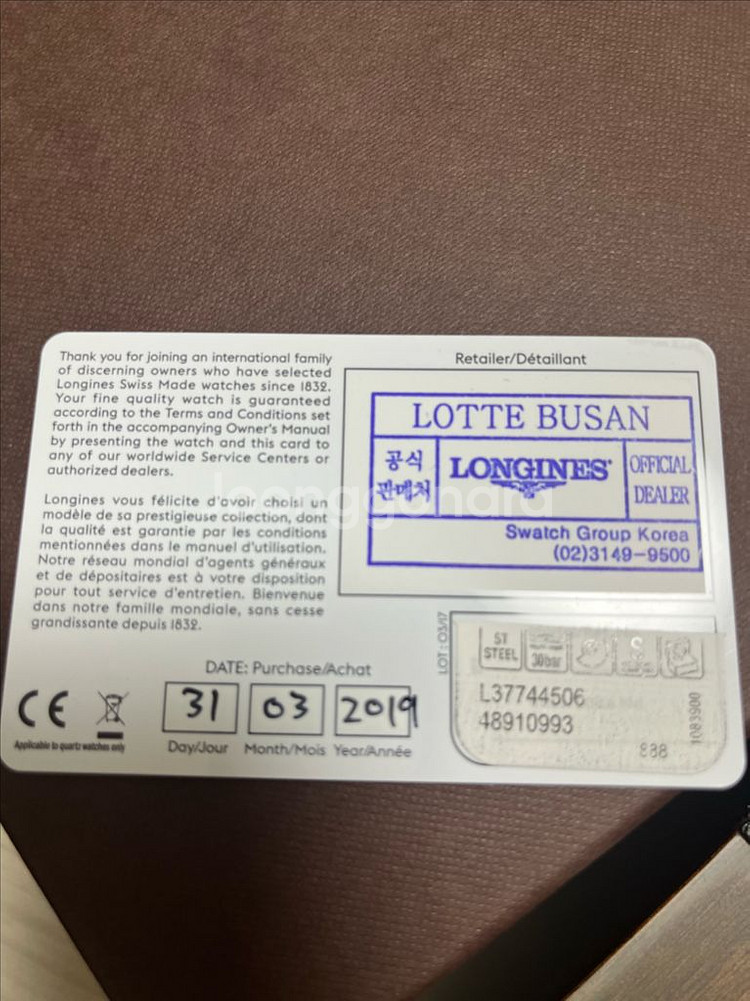 Thank you for joining an international family
of discerning owners who have selected
Longines Swiss Made watches since 1832.
Your fine quality watch is guaranteed
according to the Terms and Conditions set
forth in the accompanying Owner's Manual
by presenting the watch and this card to
any of our worldwide Service Centers or
authorized dealers.
Longines vous félicite d'avoir choisi un
modèle de sa prestigieuse collection, dont
la qualité est garantie par les conditions
mentionnées dans le manuel d'utilisation.
Notre réseau mondial d'agents généraux
et de dépositaires est à votre disposition
pour tout service d'entretien. Bienvenue
dans notre famille mondiale, sans cesse
grandissante depuis 1832.
Retailer/Détaillant
LOTTE BUSAN
공식
판매처
LONGINES
OFFICIAL
DEALER
Swatch Group Korea
(02)3149-9500
DATE: Purchase/Achat
31 03 2019
Day/Jour Month/Mois Year/Année
CE
Applicable to quartz watches only
LOT : 03/17
ST
STEEL
30bar
L37744506
48910993
838
1083900